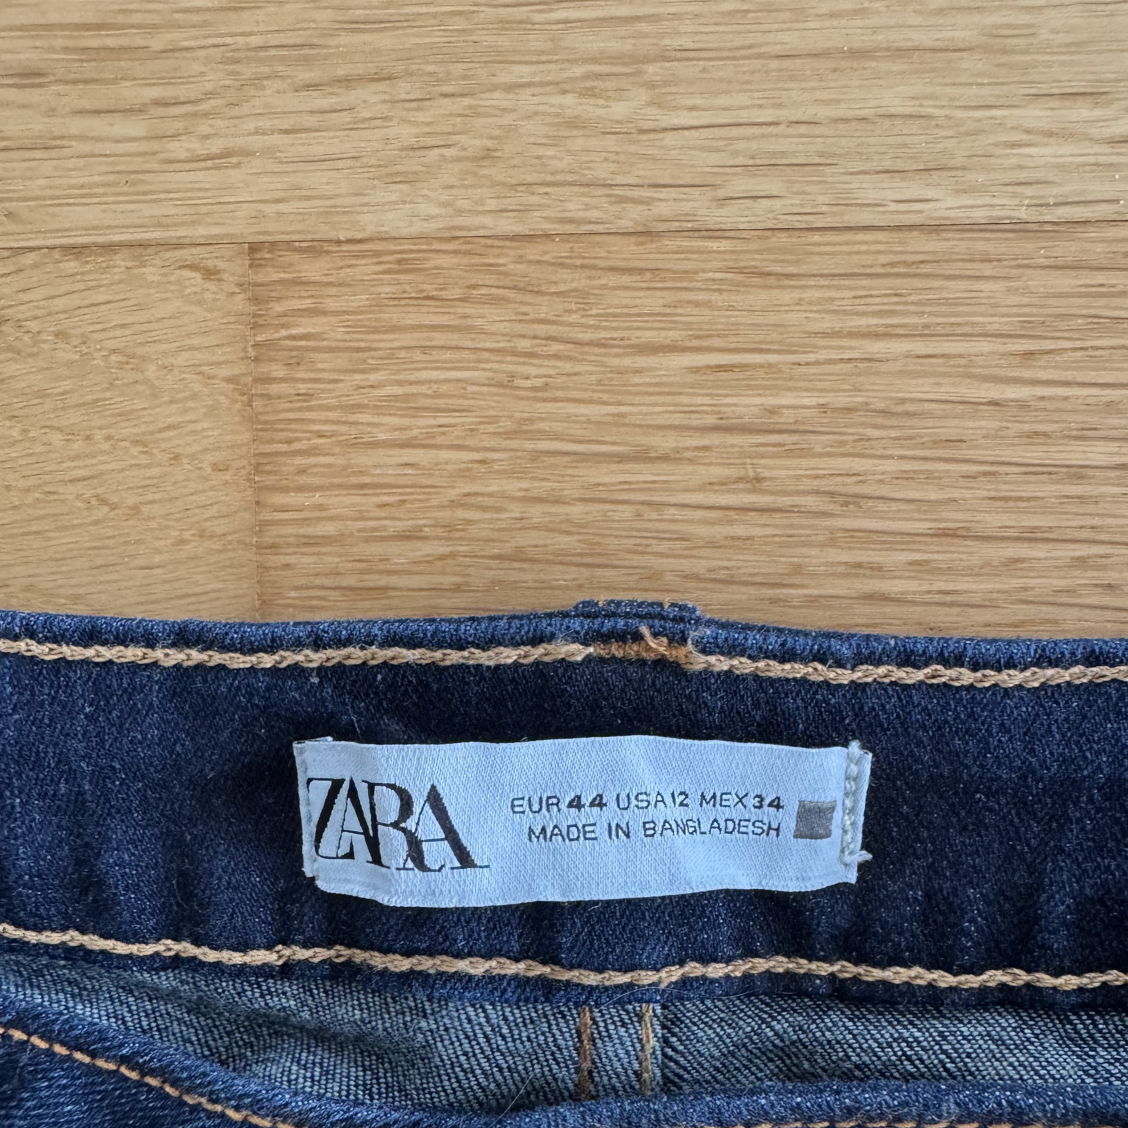 ZARA
EUR 44 USA 12 MEX 34
MADE IN BANGLADESH